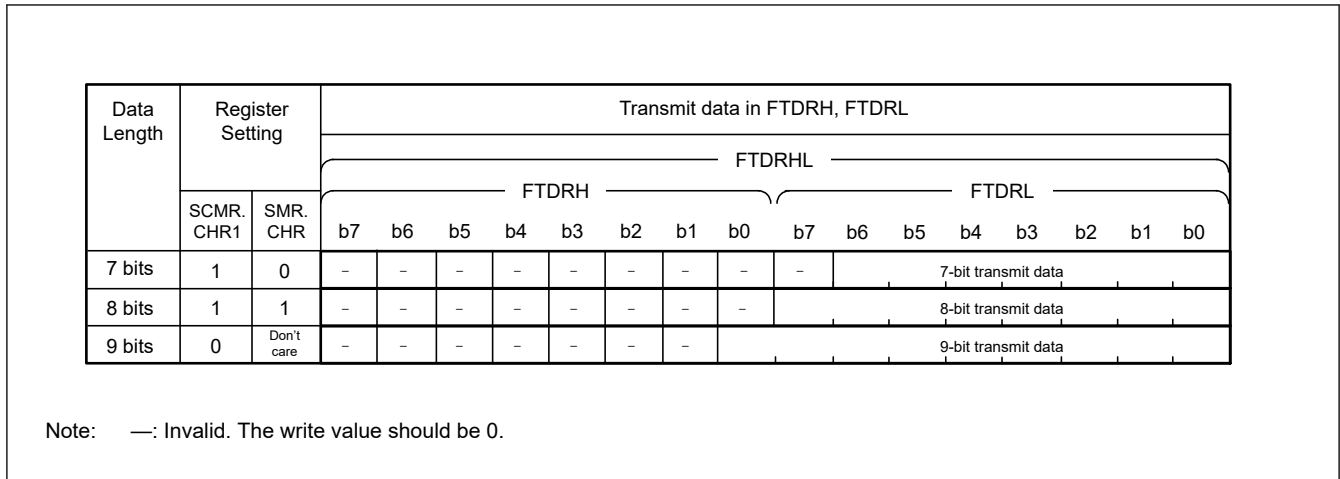 Data Length Register Setting Transmit data in FTDRH, FTDRL
FTDRHL
FTDRH FTDRL
SCMR. CHR1 SMR. CHR b7 b6 b5 b4 b3 b2 b1 b0 b7 b6 b5 b4 b3 b2 b1 b0
7 bits 1 0 – – – – – – – – – 7-bit transmit data
8 bits 1 1 – – – – – – – – 8-bit transmit data
9 bits 0 Don't care – – – – – – – 9-bit transmit data
Note: —: Invalid. The write value should be 0.